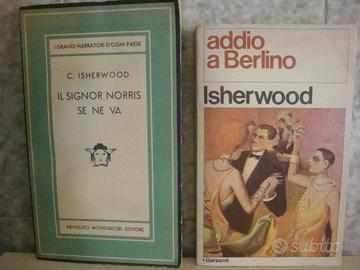 I GRANDI NARRATORI D'OGNI PAESE
C. ISHERWOOD
IL SIGNOR NORRIS
SE NE VA
ARNOLDO MONDADORI EDITORE
addio
a Berlino
Isherwood
i Garzanti
subito